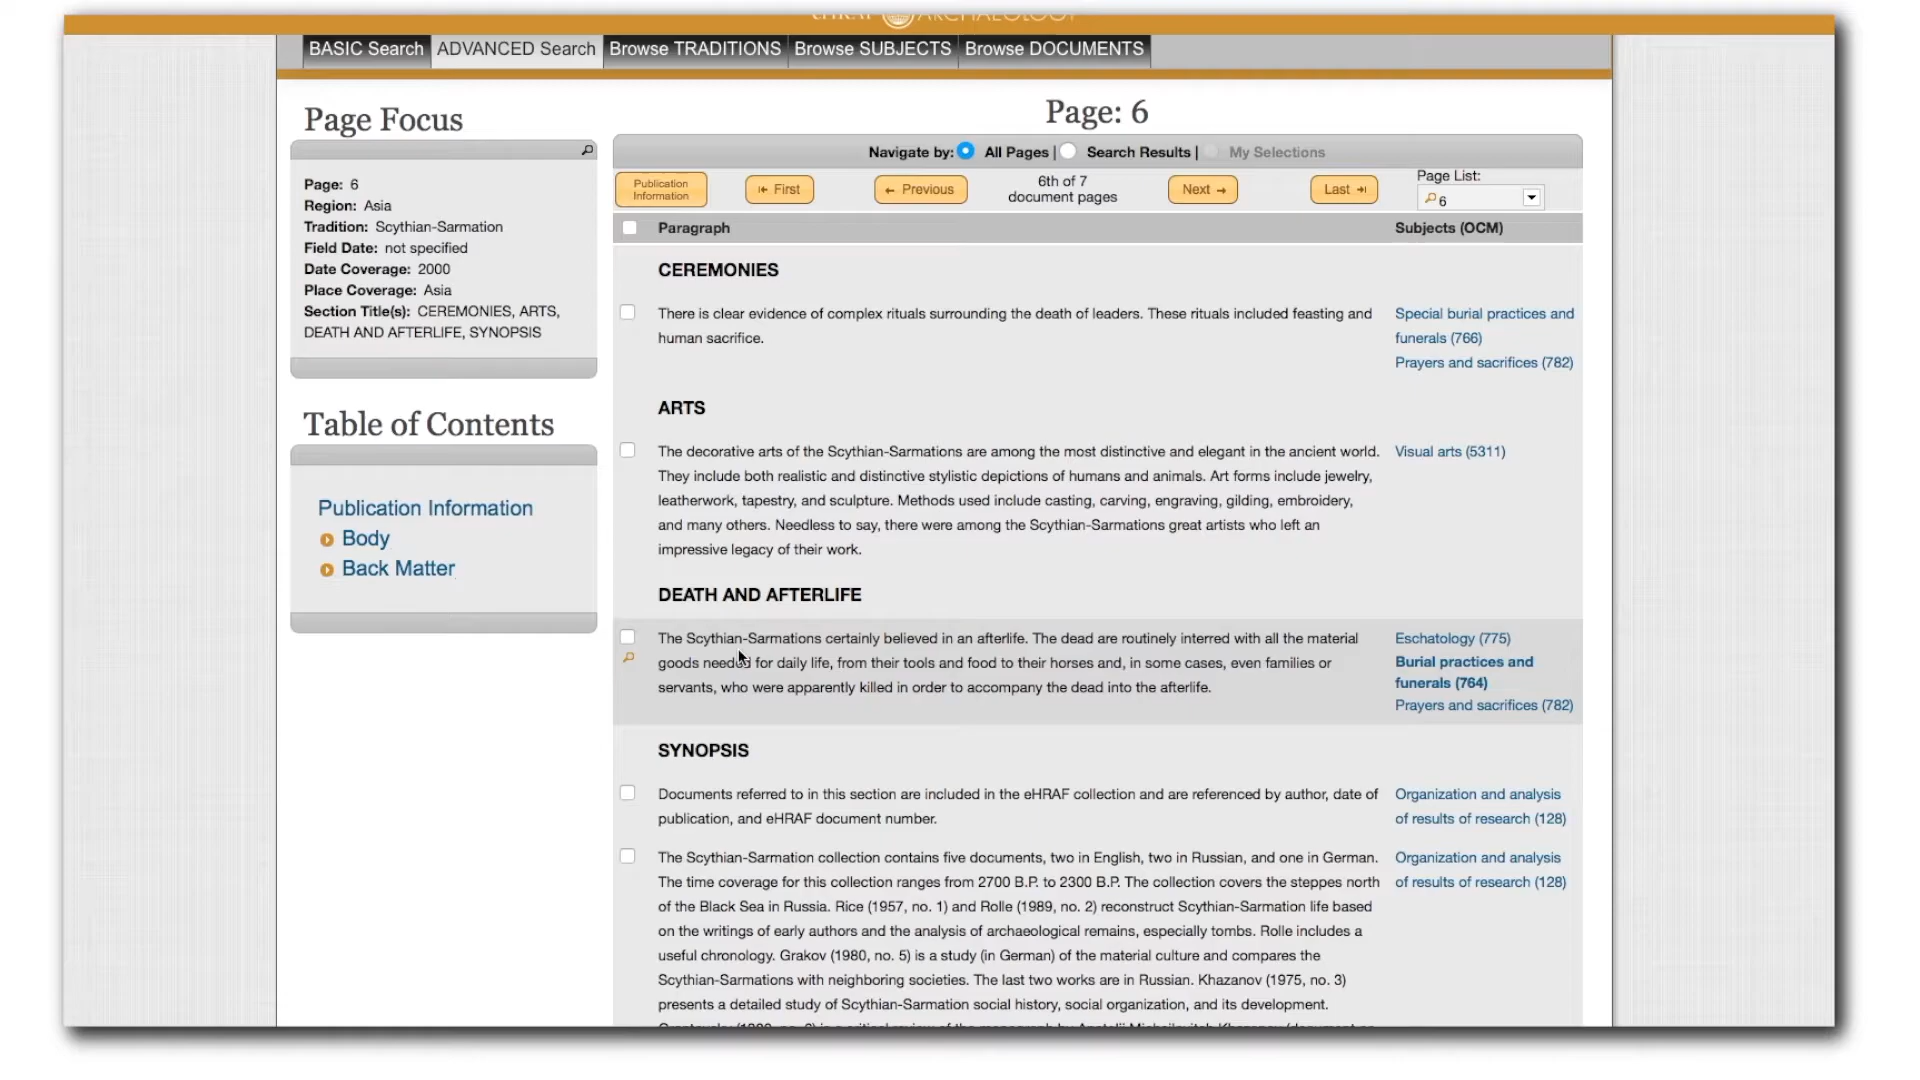 ARCHAEOLOGY
BASIC Search
ADVANCED Search
Browse TRADITIONS
Browse SUBJECTS
Browse DOCUMENTS
Page Focus
Page: 6
Region: Asia
Tradition: Scythian-Sarmation
Field Date: not specified
Date Coverage: 2000
Place Coverage: Asia
Section Title(s): CEREMONIES, ARTS,
DEATH AND AFTERLIFE, SYNOPSIS
Table of Contents
Publication Information
Body
Back Matter
Page: 6
Navigate by: All Pages | Search Results | My Selections
Publication
Information
First
← Previous
6th of 7
document pages
Next →
Last
Page List:
6
Paragraph
Subjects (OCM)
CEREMONIES
There is clear evidence of complex rituals surrounding the death of leaders. These rituals included feasting and
human sacrifice.
Special burial practices and
funerals (766)
Prayers and sacrifices (782)
ARTS
The decorative arts of the Scythian-Sarmations are among the most distinctive and elegant in the ancient world.
They include both realistic and distinctive stylistic depictions of humans and animals. Art forms include jewelry,
leatherwork, tapestry, and sculpture. Methods used include casting, carving, engraving, gilding, embroidery,
and many others. Needless to say, there were among the Scythian-Sarmations great artists who left an
impressive legacy of their work.
Visual arts (5311)
DEATH AND AFTERLIFE
The Scythian-Sarmations certainly believed in an afterlife. The dead are routinely interred with all the material
goods needed for daily life, from their tools and food to their horses and, in some cases, even families or
servants, who were apparently killed in order to accompany the dead into the afterlife.
Eschatology (775)
Burial practices and
funerals (764)
Prayers and sacrifices (782)
SYNOPSIS
Documents referred to in this section are included in the eHRAF collection and are referenced by author, date of
publication, and eHRAF document number.
Organization and analysis
of results of research (128)
The Scythian-Sarmation collection contains five documents, two in English, two in Russian, and one in German.
The time coverage for this collection ranges from 2700 B.P. to 2300 B.P. The collection covers the steppes north
of the Black Sea in Russia. Rice (1957, no. 1) and Rolle (1989, no. 2) reconstruct Scythian-Sarmation life based
on the writings of early authors and the analysis of archaeological remains, especially tombs. Rolle includes a
useful chronology. Grakov (1980, no. 5) is a study (in German) of the material culture and compares the
Scythian-Sarmations with neighboring societies. The last two works are in Russian. Khazanov (1975, no. 3)
presents a detailed study of Scythian-Sarmation social history, social organization, and its development.
Organization and analysis
of results of research (128)